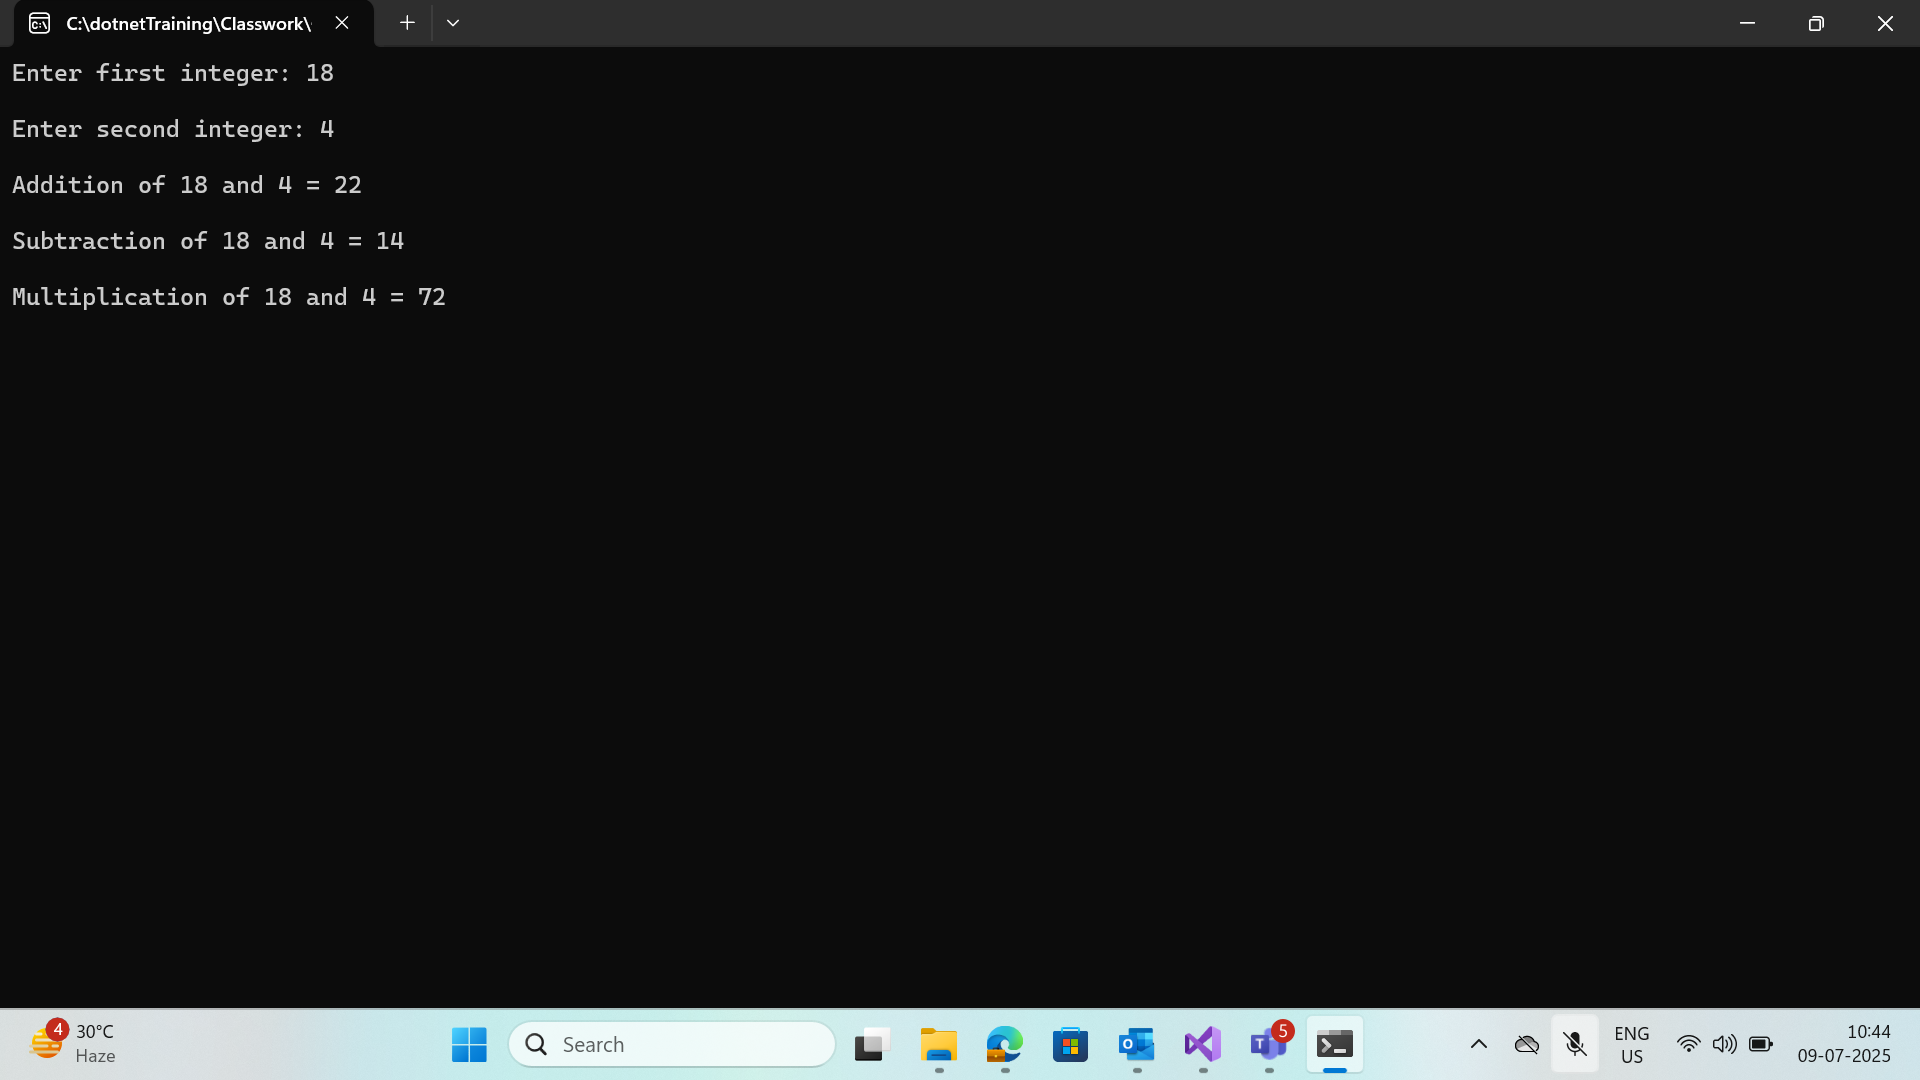 C:\dotnetTraining\Classwork\
Enter first integer: 18
Enter second integer: 4
Addition of 18 and 4 = 22
Subtraction of 18 and 4 = 14
Multiplication of 18 and 4 = 72
4
30°C
Haze
Search
5
ENG
US
10:44
09-07-2025